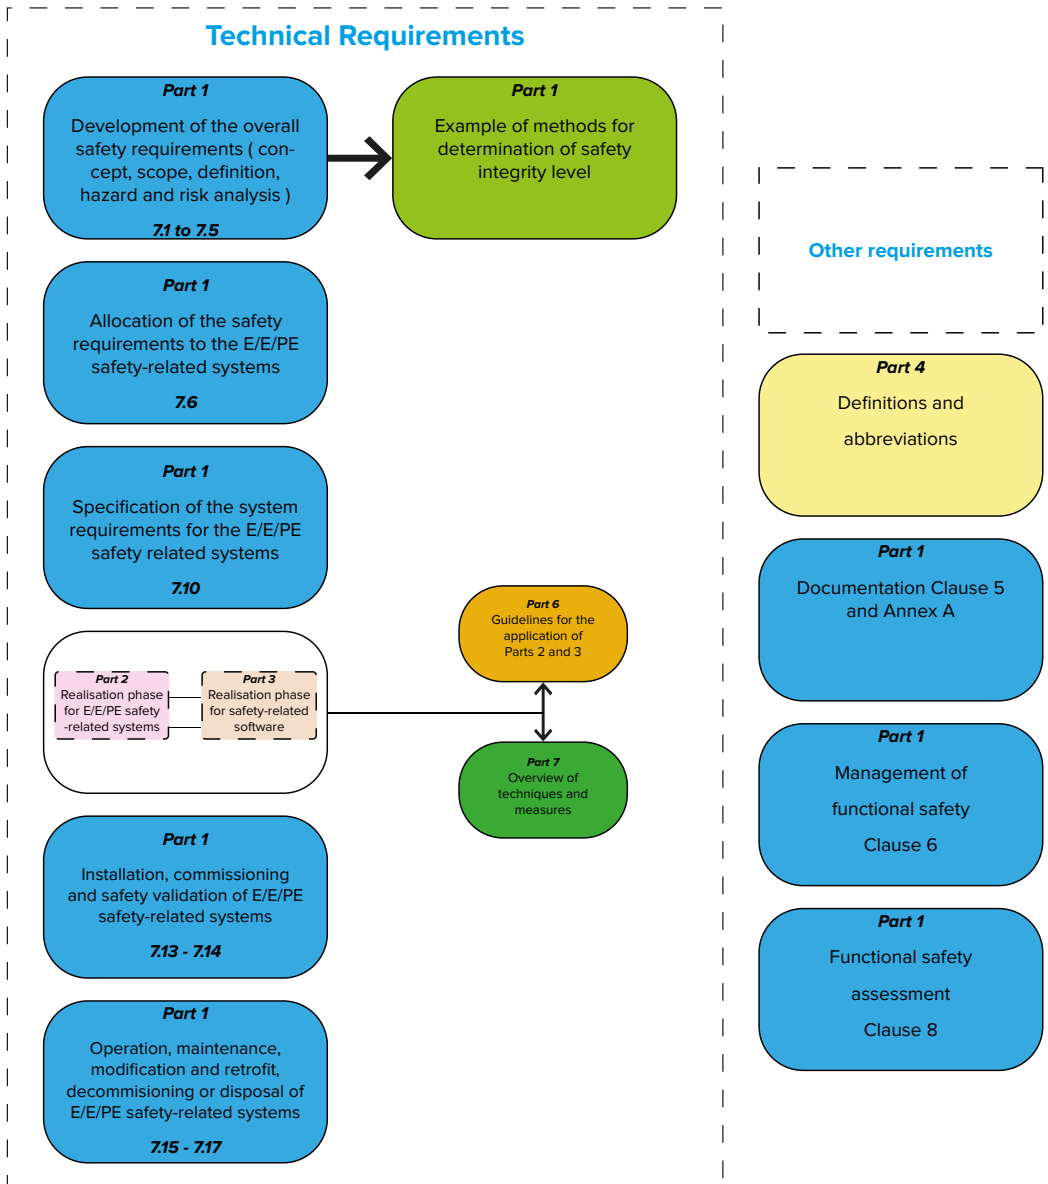 Technical Requirements
Part 1
Development of the overall
safety requirements ( con-
cept, scope, definition,
hazard and risk analysis )
7.1 to 7.5
Part 1
Example of methods for
determination of safety
integrity level
Part 1
Allocation of the safety
requirements to the E/E/PE
safety-related systems
7.6
Part 1
Specification of the system
requirements for the E/E/PE
safety related systems
7.10
Part 2
Realisation phase
for E/E/PE safety
-related systems
Part 3
Realisation phase
for safety-related
software
Part 6
Guidelines for the
application of
Parts 2 and 3
Part 7
Overview of
techniques and
measures
Part 1
Installation, commissioning
and safety validation of E/E/PE
safety-related systems
7.13 - 7.14
Part 1
Operation, maintenance,
modification and retrofit,
decommisioning or disposal of
E/E/PE safety-related systems
7.15 - 7.17
Other requirements
Part 4
Definitions and
abbreviations
Part 1
Documentation Clause 5
and Annex A
Part 1
Management of
functional safety
Clause 6
Part 1
Functional safety
assessment
Clause 8